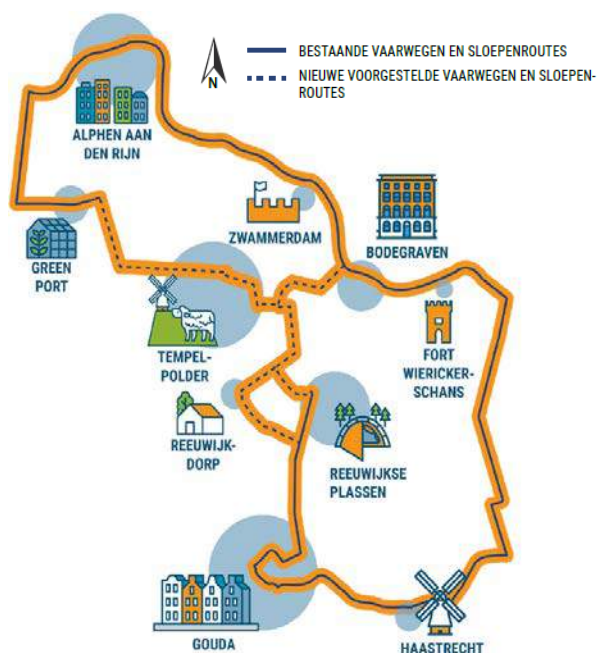 BESTAANDE VAARWEGEN EN SLOEPENROUTES
NIEUWE VOORGESTELDE VAARWEGEN EN SLOEPEN-
ROUTES
N
ALPHEN AAN
DEN RIJN
ZWAMMERDAM
BODEGRAVEN
GREEN
PORT
TEMPEL-
POLDER
FORT
WIERICKER-
SCHANS
REEUWIJK-
DORP
REEUWIJKSE
PLASSEN
GOUDA
HAASTRECHT